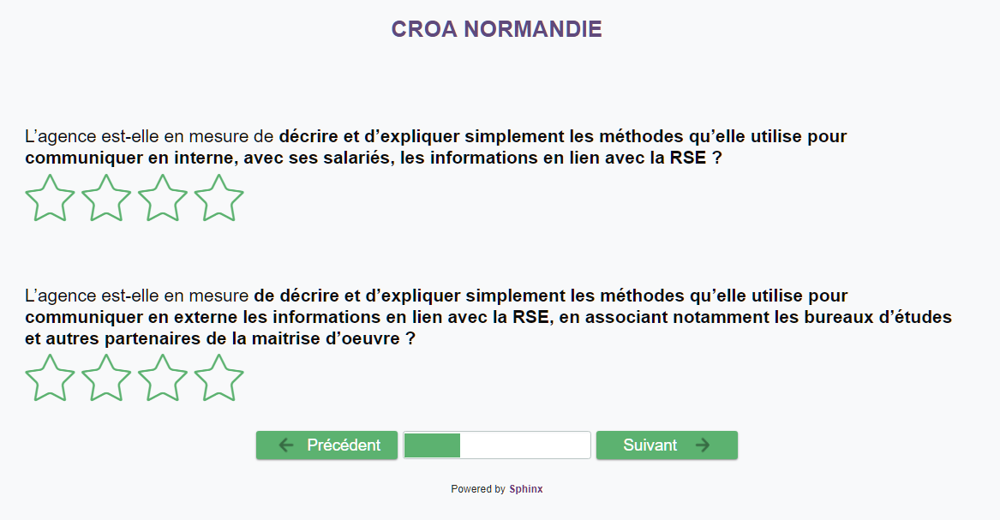 CROA NORMANDIE
L’agence est-elle en mesure de décrire et d’expliquer simplement les méthodes qu’elle utilise pour
communiquer en interne, avec ses salariés, les informations en lien avec la RSE ?
L’agence est-elle en mesure de décrire et d’expliquer simplement les méthodes qu’elle utilise pour
communiquer en externe les informations en lien avec la RSE, en associant notamment les bureaux d’études
et autres partenaires de la maitrise d’oeuvre ?
Précédent
Suivant
Powered by Sphinx